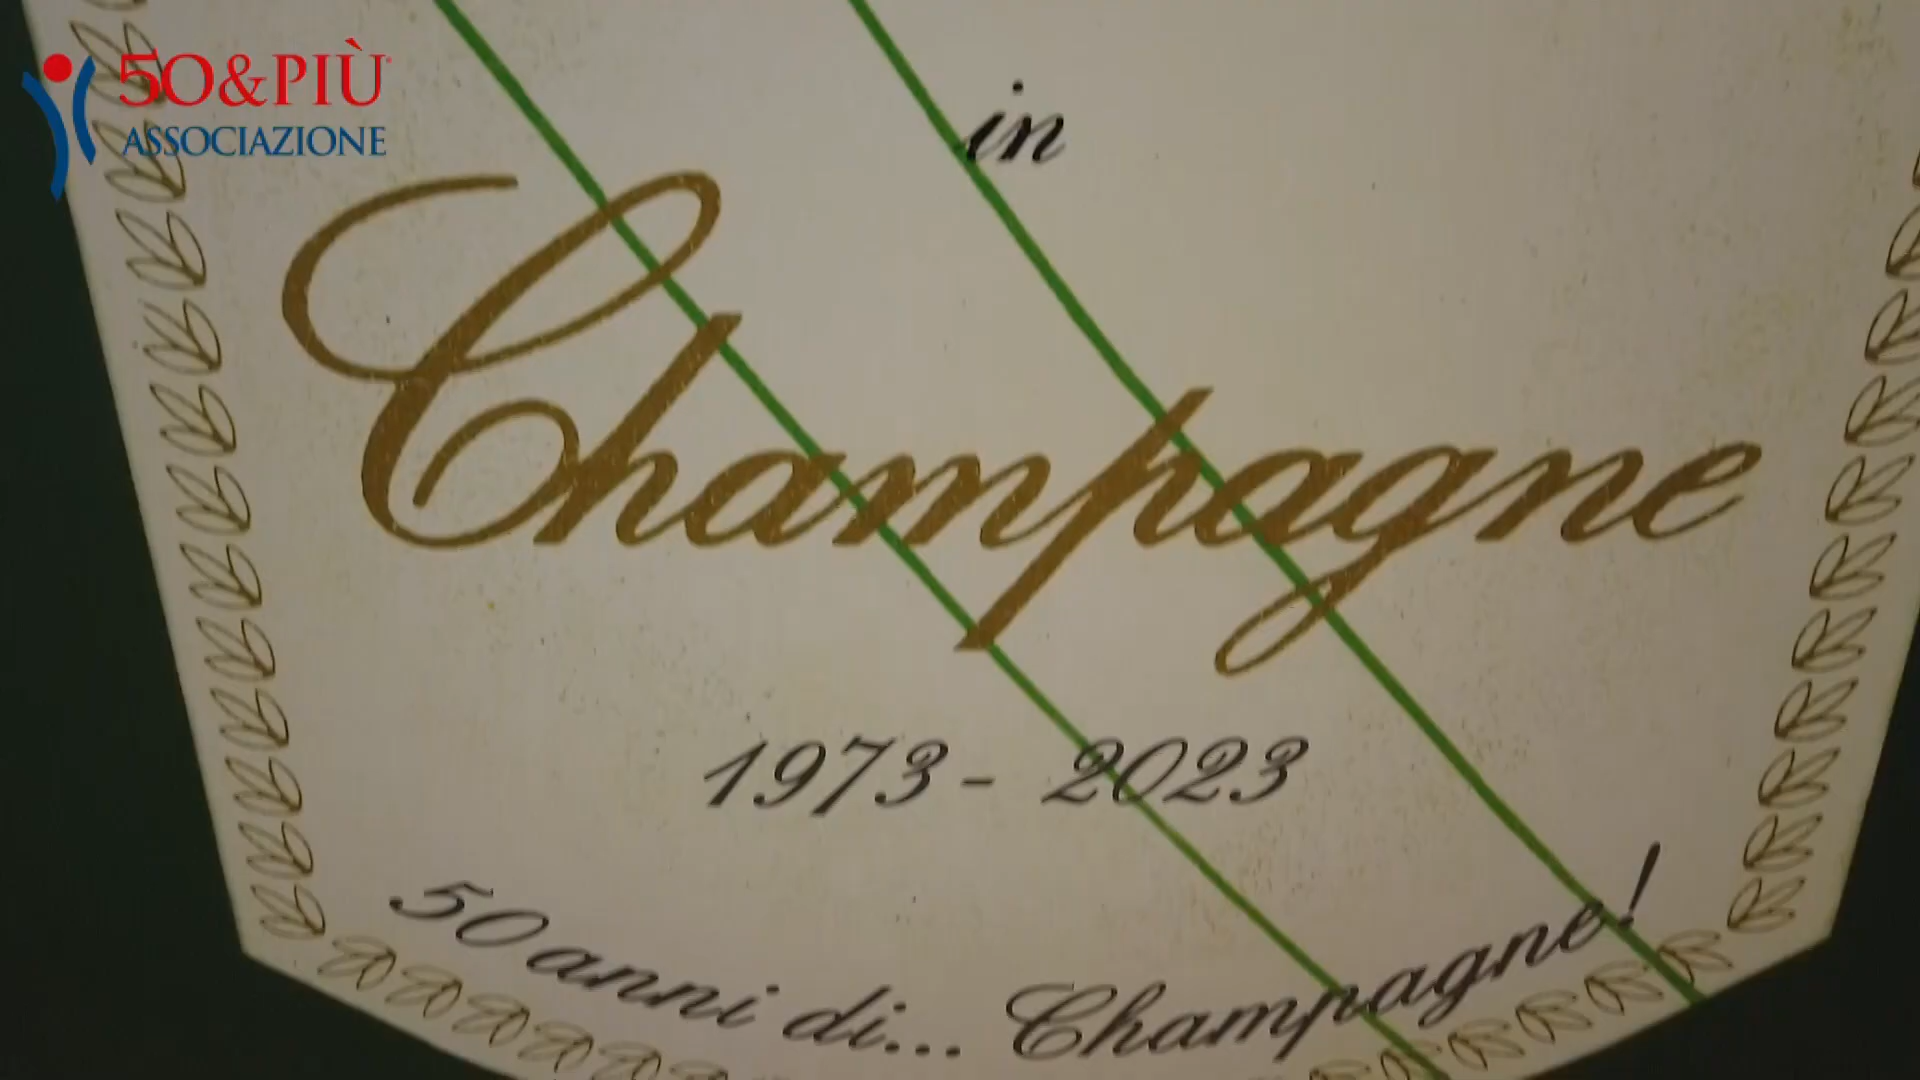 50&PIÙ
ASSOCIAZIONE
in
Champagne
1973 - 2023
50 anni di... Champagne!